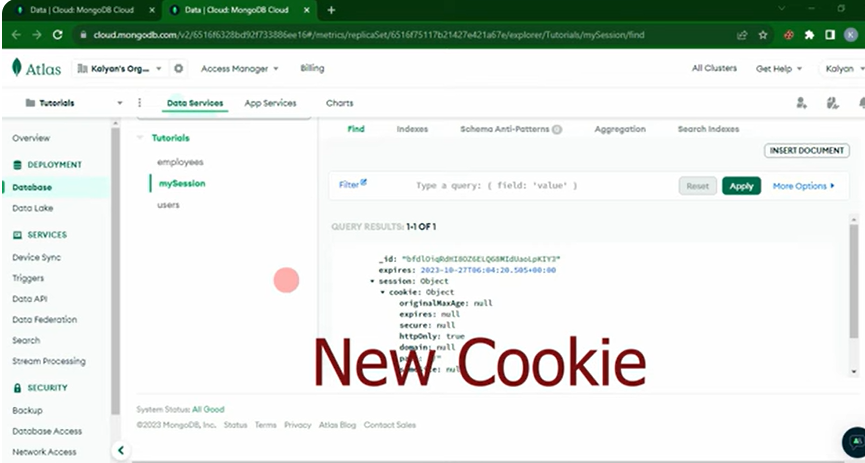 Data | Cloud: MongoDB Cloud
Data | Cloud: MongoDB Cloud
cloud.mongodb.com/v2/6516f6328bd92f733886ee16#/metrics/replicaSet/6516f75117b21427e421a67e/explorer/Tutorials/mySession/find
K
Atlas
Kalyan's Org...
Access Manager
Billing
All Clusters
Get Help
Kalyan
Tutorials
Data Services
App Services
Charts
Overview
DEPLOYMENT
Database
Data Lake
SERVICES
Device Sync
Triggers
Data API
Data Federation
Search
Stream Processing
SECURITY
Backup
Database Access
Network Access
Tutorials
employees
mySession
users
Find
Indexes
Schema Anti-Patterns 0
Aggregation
Search Indexes
INSERT DOCUMENT
Filter
Type a query: { field: 'value' }
Reset
Apply
More Options
QUERY RESULTS: 1-1 OF 1
expires: 2023-10-27T06:04:20.505+00:00
session: Object
cookie: Object
originalMaxAge: null
expires: null
secure: null
httpOnly: true
domain: null
New Cookie
System Status: All Good
©2023 MongoDB, Inc. Status Terms Privacy Atlas Blog Contact Sales